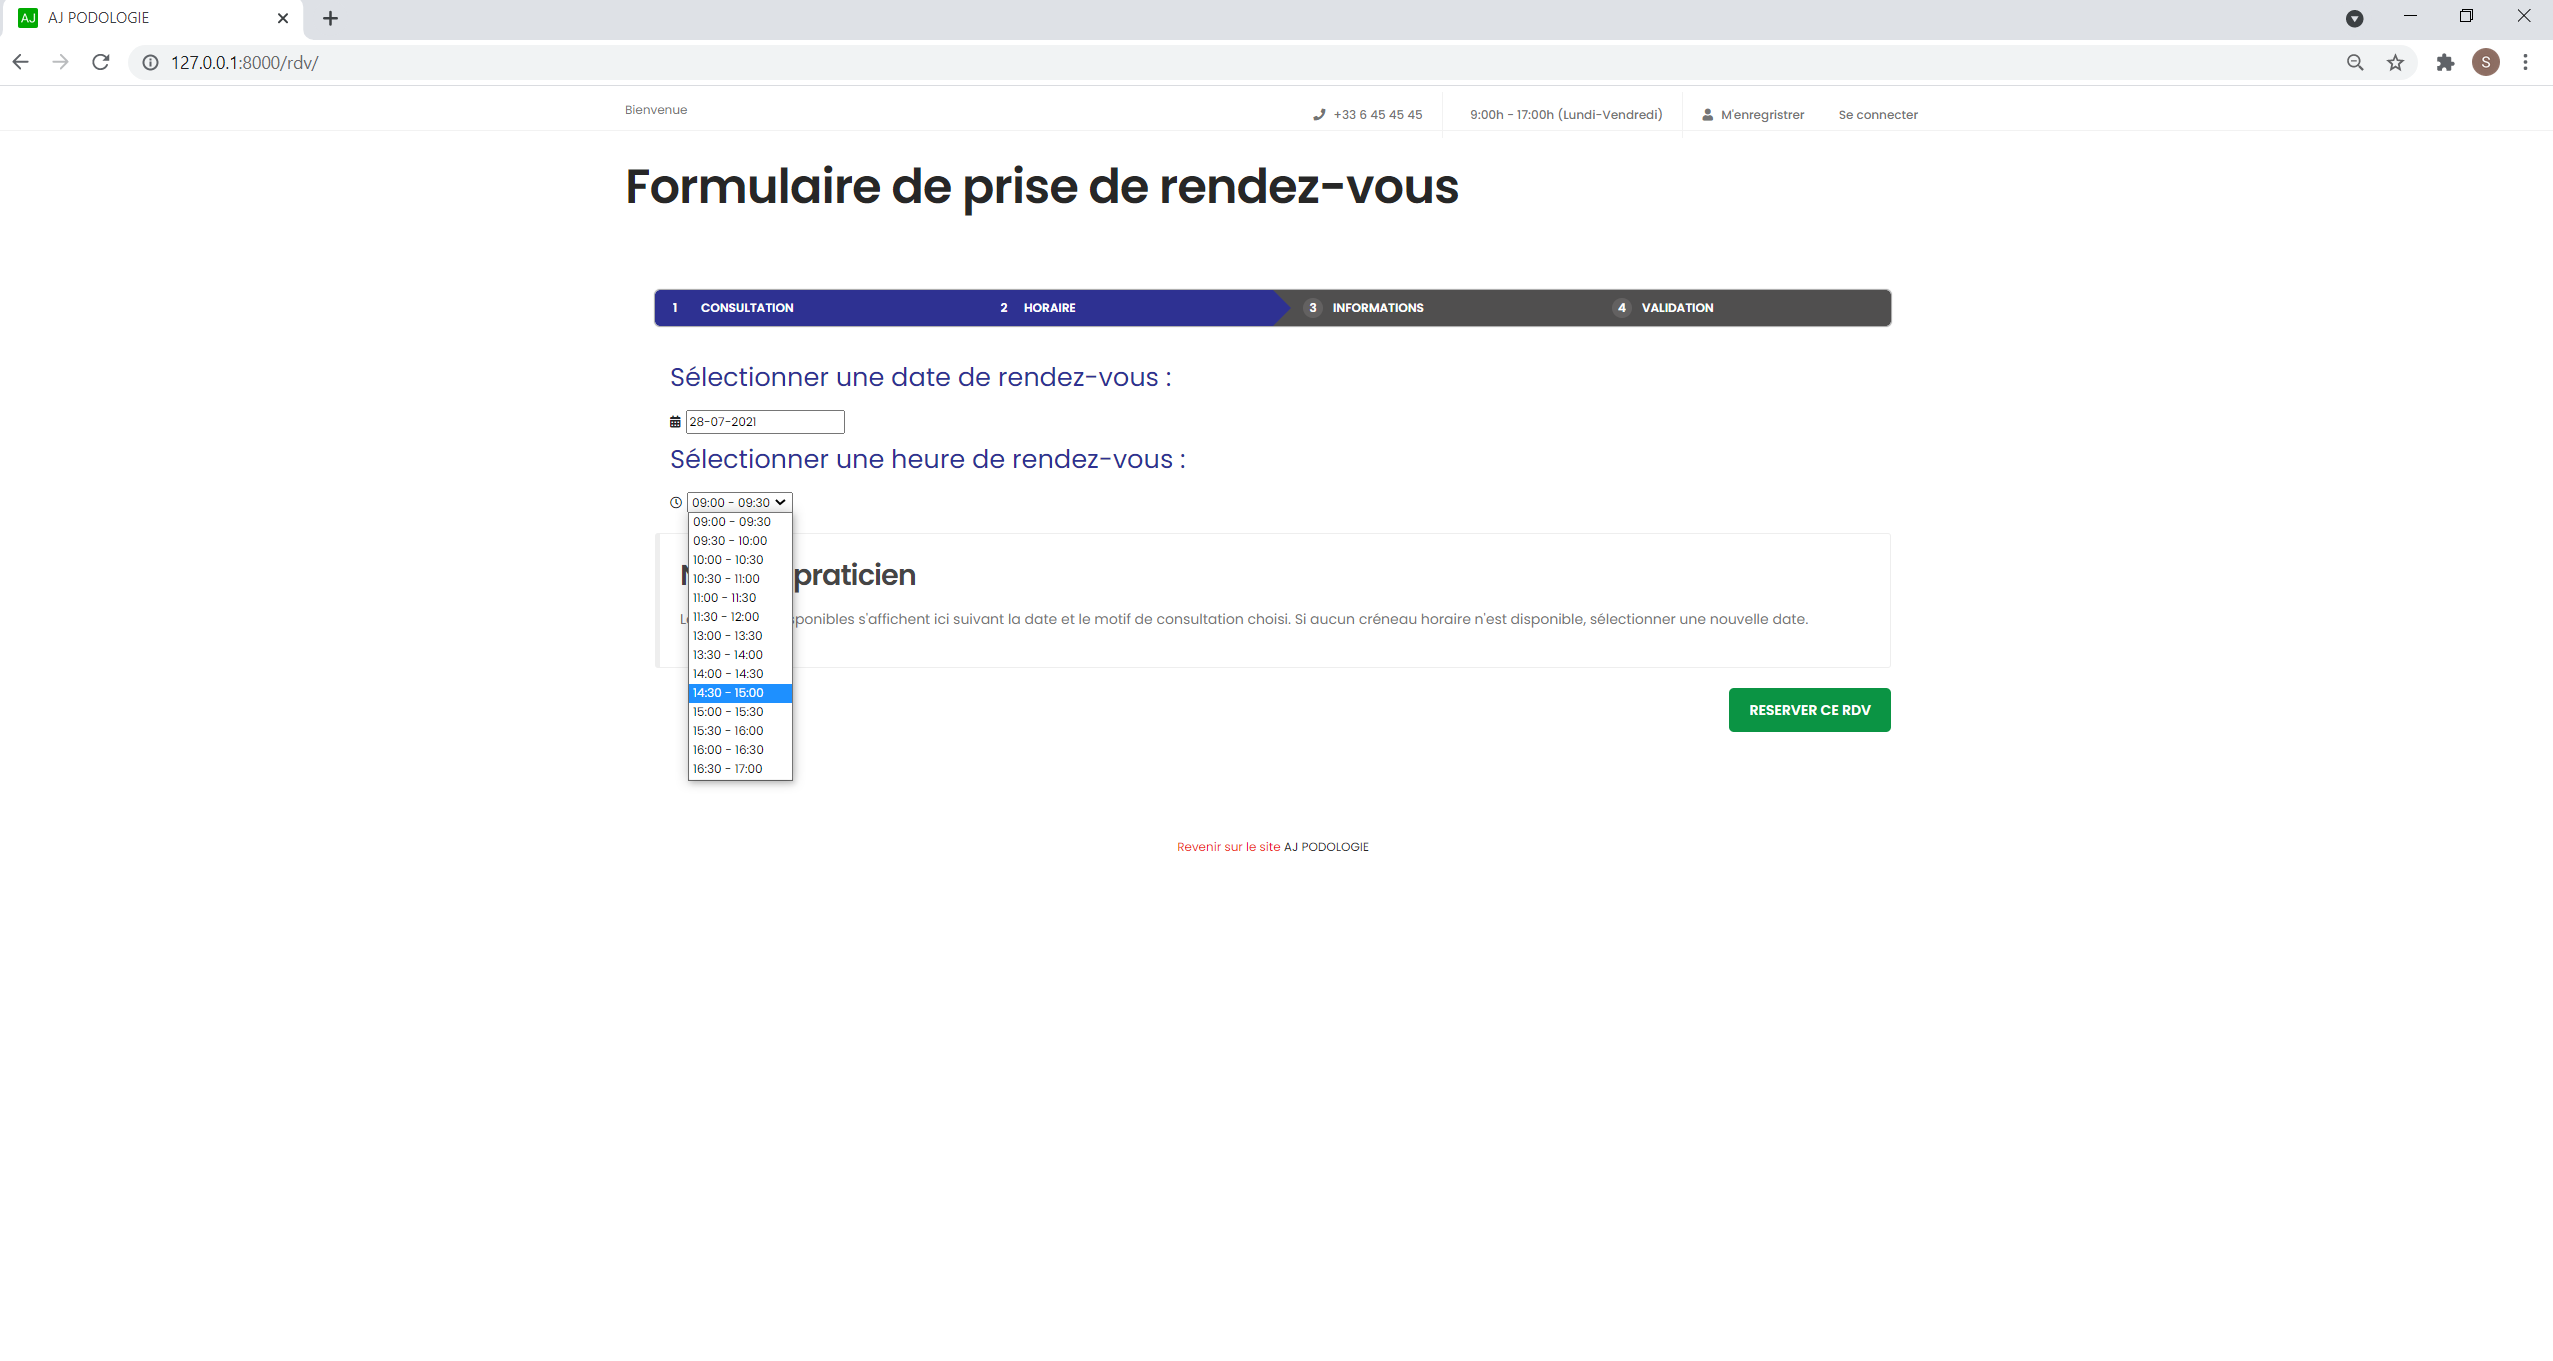 AJ AJ PODOLOGIE
127.0.0.1:8000/rdv/
S
Bienvenue
+33 6 45 45 45
9:00h - 17:00h (Lundi-Vendredi)
M'enregristrer
Se connecter
Formulaire de prise de rendez-vous
1 CONSULTATION
2 HORAIRE
3 INFORMATIONS
4 VALIDATION
Sélectionner une date de rendez-vous :
28-07-2021
Sélectionner une heure de rendez-vous :
09:00 - 09:30
09:00 - 09:30
09:30 - 10:00
10:00 - 10:30
10:30 - 11:00
11:00 - 11:30
11:30 - 12:00
13:00 - 13:30
13:30 - 14:00
14:00 - 14:30
14:30 - 15:00
15:00 - 15:30
15:30 - 16:00
16:00 - 16:30
16:30 - 17:00
praticien
s'affichent ici suivant la date et le motif de consultation choisi. Si aucun créneau horaire n'est disponible, sélectionner une nouvelle date.
RESERVER CE RDV
Revenir sur le site AJ PODOLOGIE